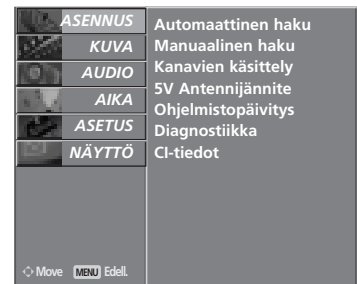 ASENNUS
KUVA
AUDIO
AIKA
ASETUS
NÄYTTÖ
Automaattinen haku
Manuaalinen haku
Kanavien käsittely
5V Antennijännite
Ohjelmistopäivitys
Diagnostiikka
CI-tiedot
Move MENU Edell.